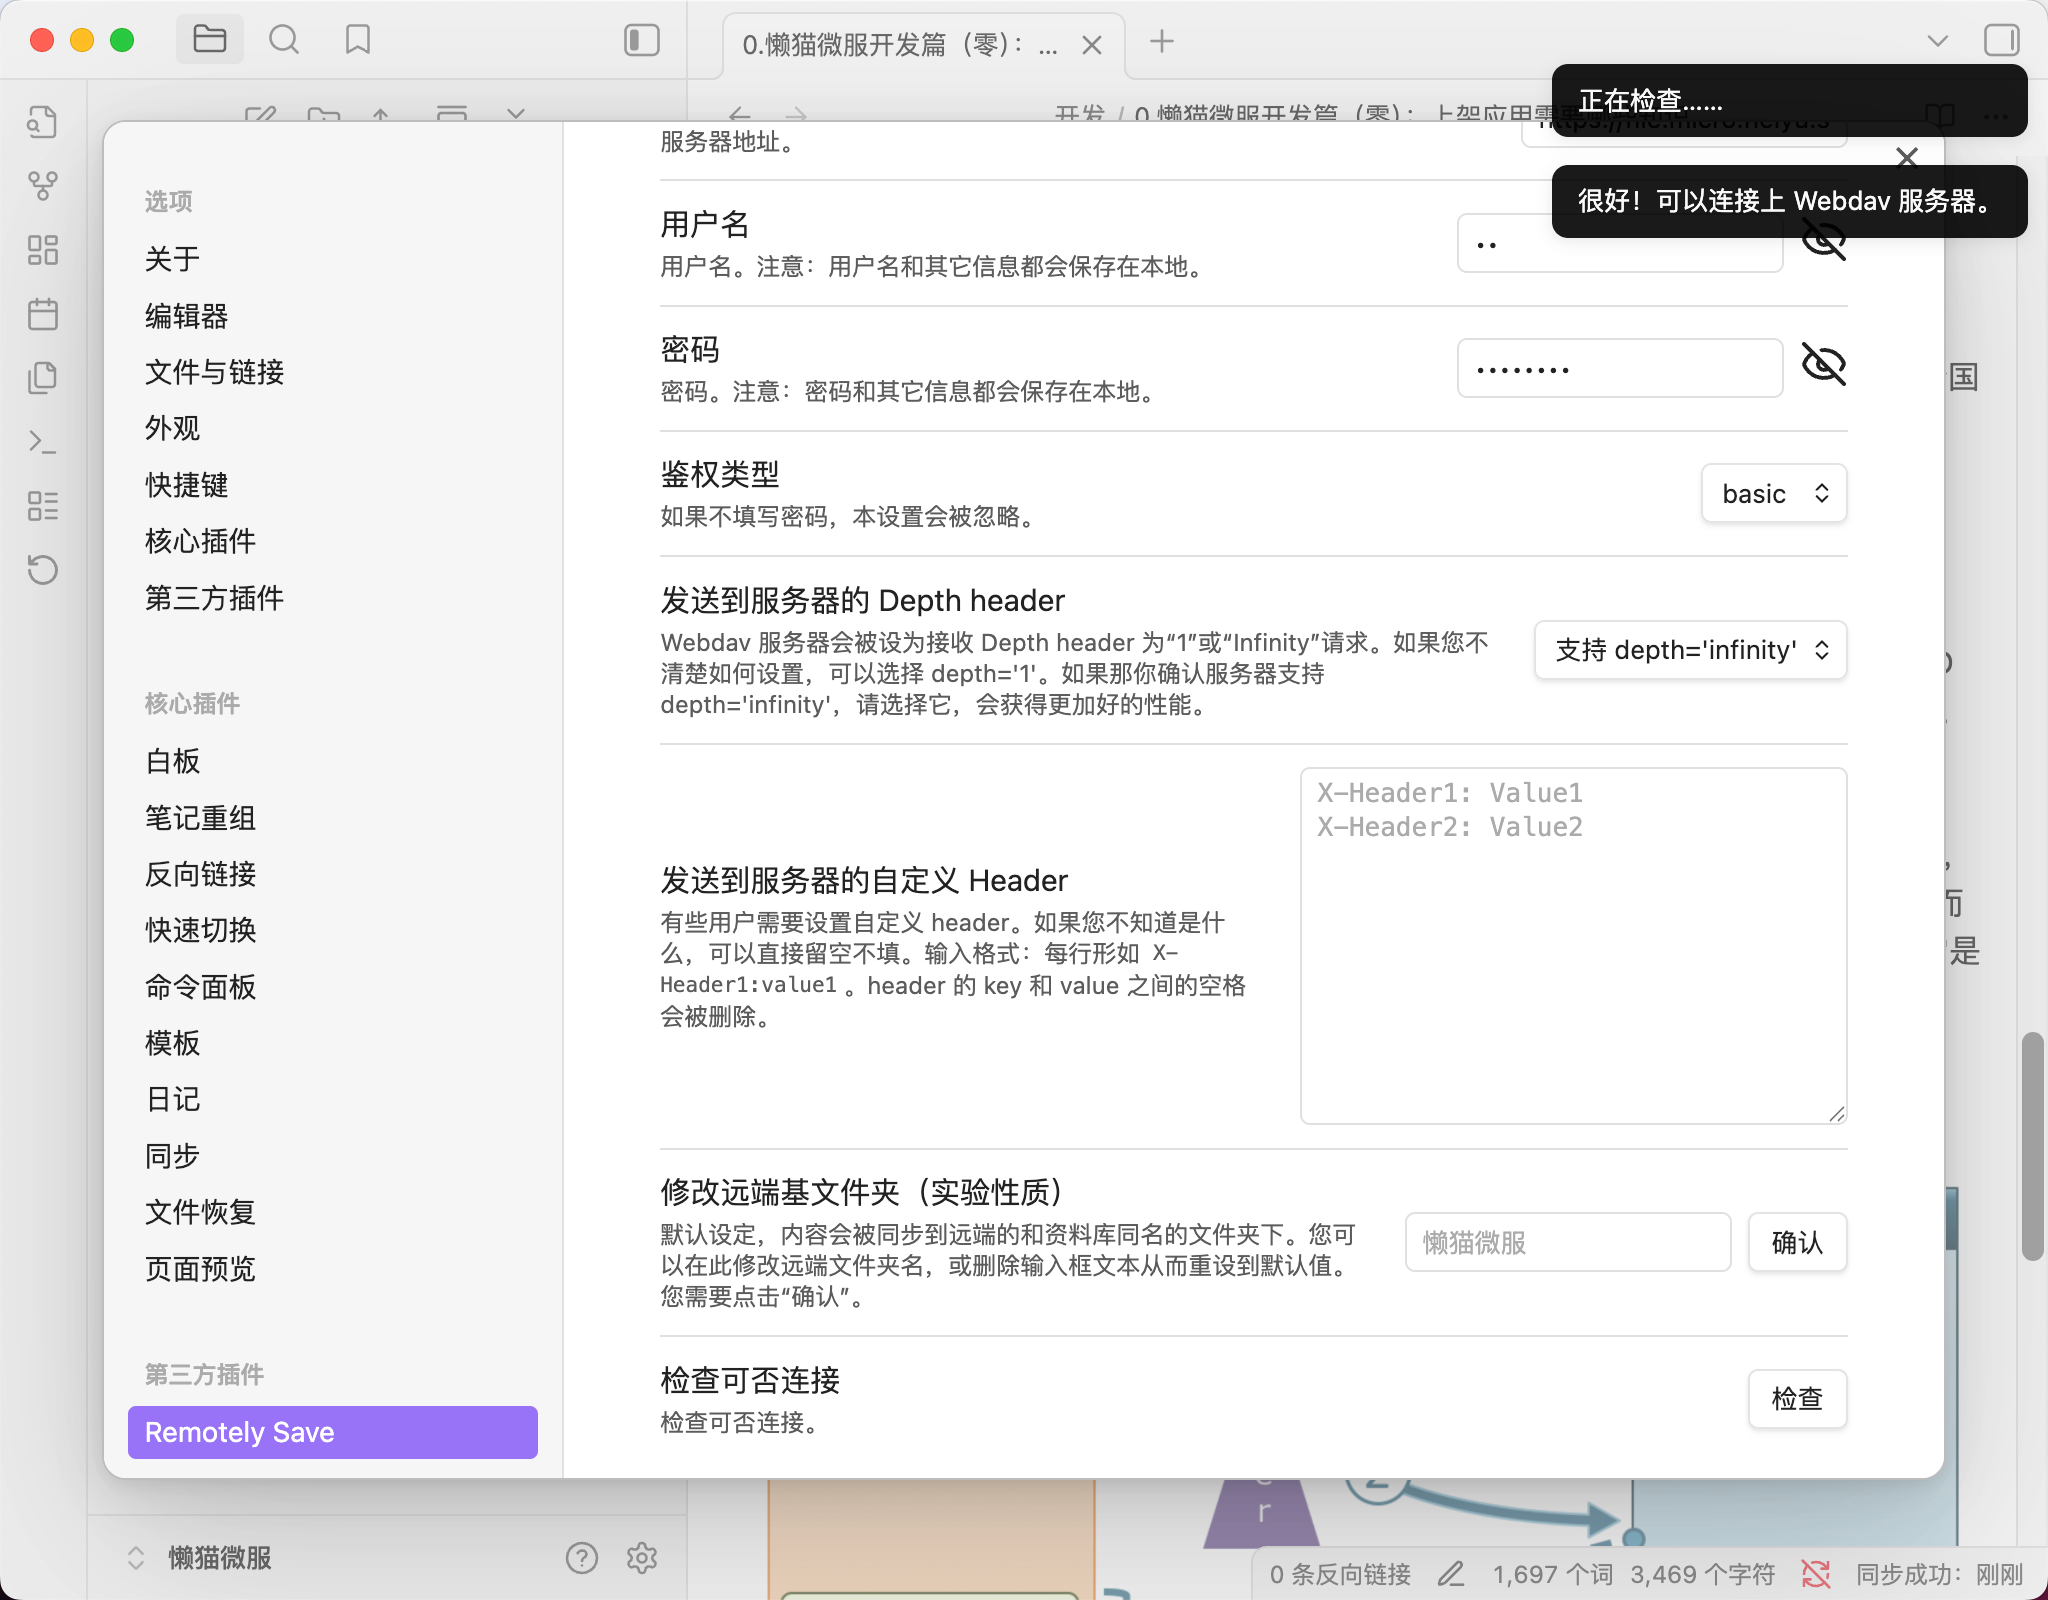 0.懒猫微服开发篇（零）：...
正在检查……
很好！可以连接上 Webdav 服务器。
选项
关于
编辑器
文件与链接
外观
快捷键
核心插件
第三方插件
核心插件
白板
笔记重组
反向链接
快速切换
命令面板
模板
日记
同步
文件恢复
页面预览
第三方插件
Remotely Save
服务器地址。
用户名
用户名。注意：用户名和其它信息都会保存在本地。
密码
密码。注意：密码和其它信息都会保存在本地。
鉴权类型
如果不填写密码，本设置会被忽略。
basic
发送到服务器的 Depth header
Webdav 服务器会被设为接收 Depth header 为“1”或“Infinity”请求。如果您不
清楚如何设置，可以选择 depth='1'。如果那你确认服务器支持
depth='infinity'，请选择它，会获得更加好的性能。
支持 depth='infinity'
X-Header1: Value1
X-Header2: Value2
发送到服务器的自定义 Header
有些用户需要设置自定义 header。如果您不知道是什
么，可以直接留空不填。输入格式：每行形如 X-
Header1:value1 。header 的 key 和 value 之间的空格
会被删除。
修改远端基文件夹（实验性质）
默认设定，内容会被同步到远端的和资料库同名的文件夹下。您可
以在此修改远端文件夹名，或删除输入框文本从而重设到默认值。
您需要点击“确认”。
懒猫微服
确认
检查可否连接
检查可否连接。
检查
国
是
r
懒猫微服
0 条反向链接
1,697 个词
3,469 个字符
同步成功：刚刚